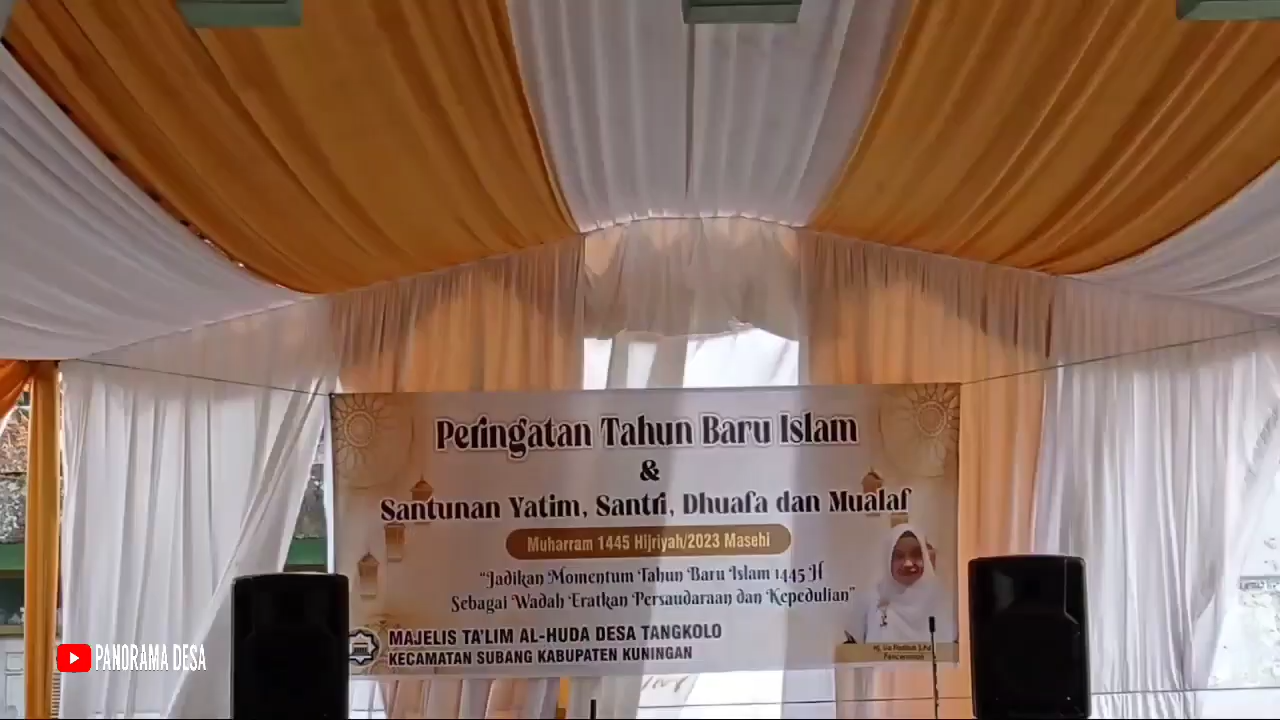 Peringatan Tahun Baru Islam
&
Santunan Yatim, Santri, Dhuafa dan Mualaf
Muharram 1445 Hijriyah/2023 Masehi
"Jadikan Momentum Tahun Baru Islam 1445 H
Sebagai Wadah Eratkan Persaudaraan dan Kepedulian"
MAJELIS TA'LIM AL-HUDA DESA TANGKOLO
KECAMATAN SUBANG KABUPATEN KUNINGAN
Penceramah
PANORAMA DESA